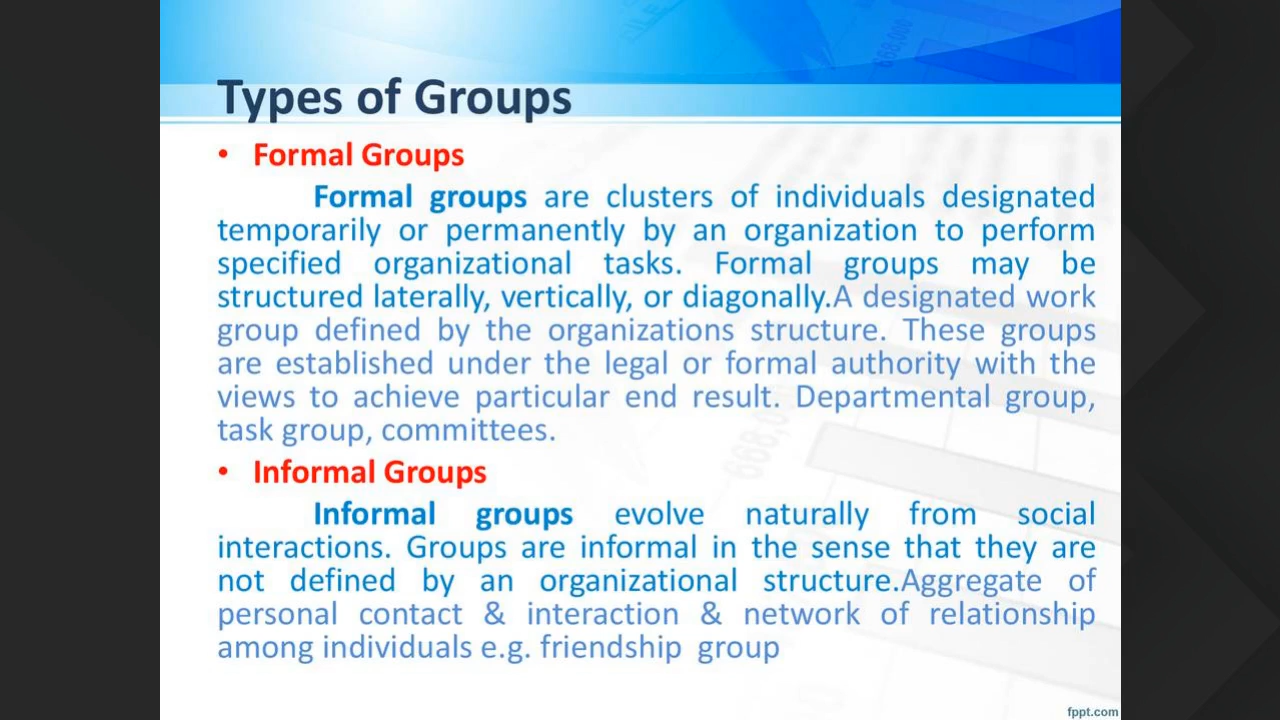 Types of Groups
• Formal Groups
Formal groups are clusters of individuals designated
temporarily or permanently by an organization to perform
specified organizational tasks. Formal groups may be
structured laterally, vertically, or diagonally.A designated work
group defined by the organizations structure. These groups
are established under the legal or formal authority with the
views to achieve particular end result. Departmental group,
task group, committees.
• Informal Groups
Informal groups evolve naturally from social
interactions. Groups are informal in the sense that they are
not defined by an organizational structure.Aggregate of
personal contact & interaction & network of relationship
among individuals e.g. friendship group
fppt.com